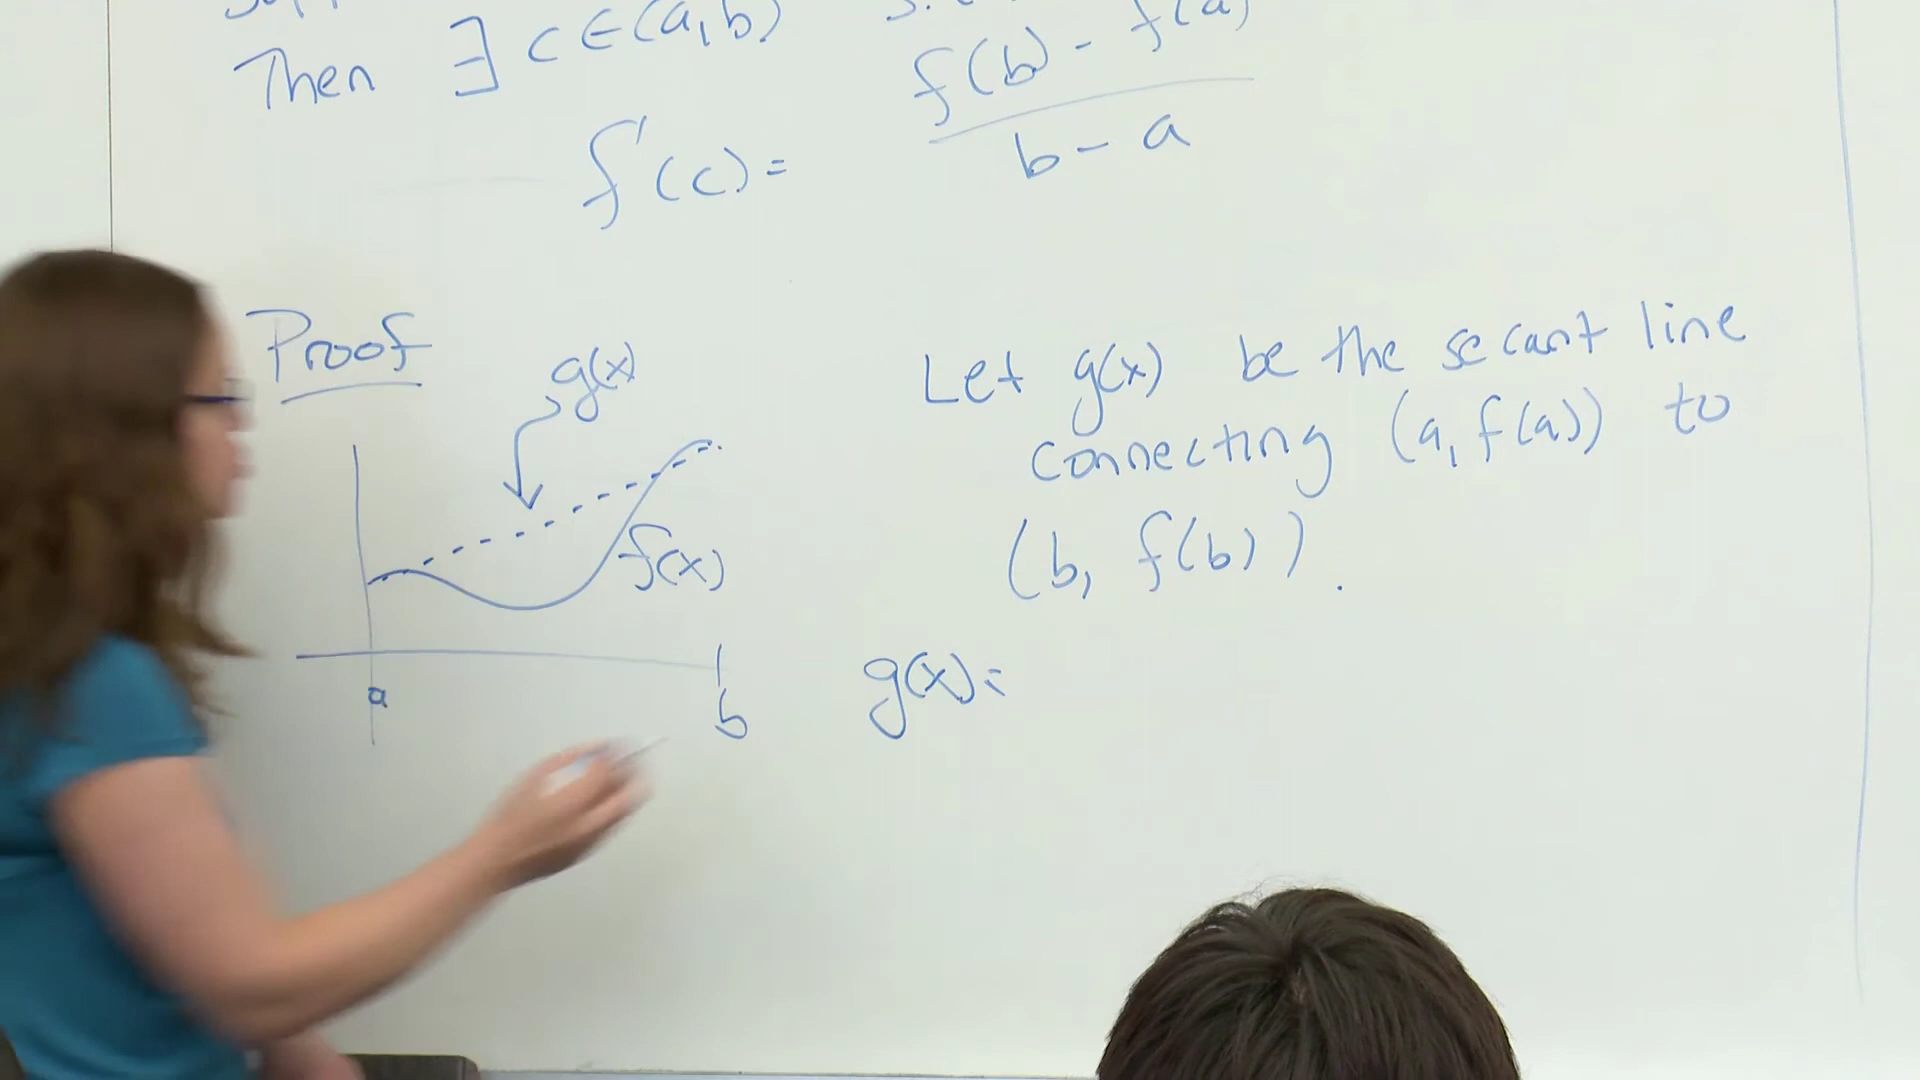 Then ∃ c ∈ (a,b)
f'(c) = f(b) - f(a) / b - a
Proof
g(x)
f(x)
a
b
Let g(x) be the secant line
connecting (a, f(a)) to
(b, f(b)).
g(x)=